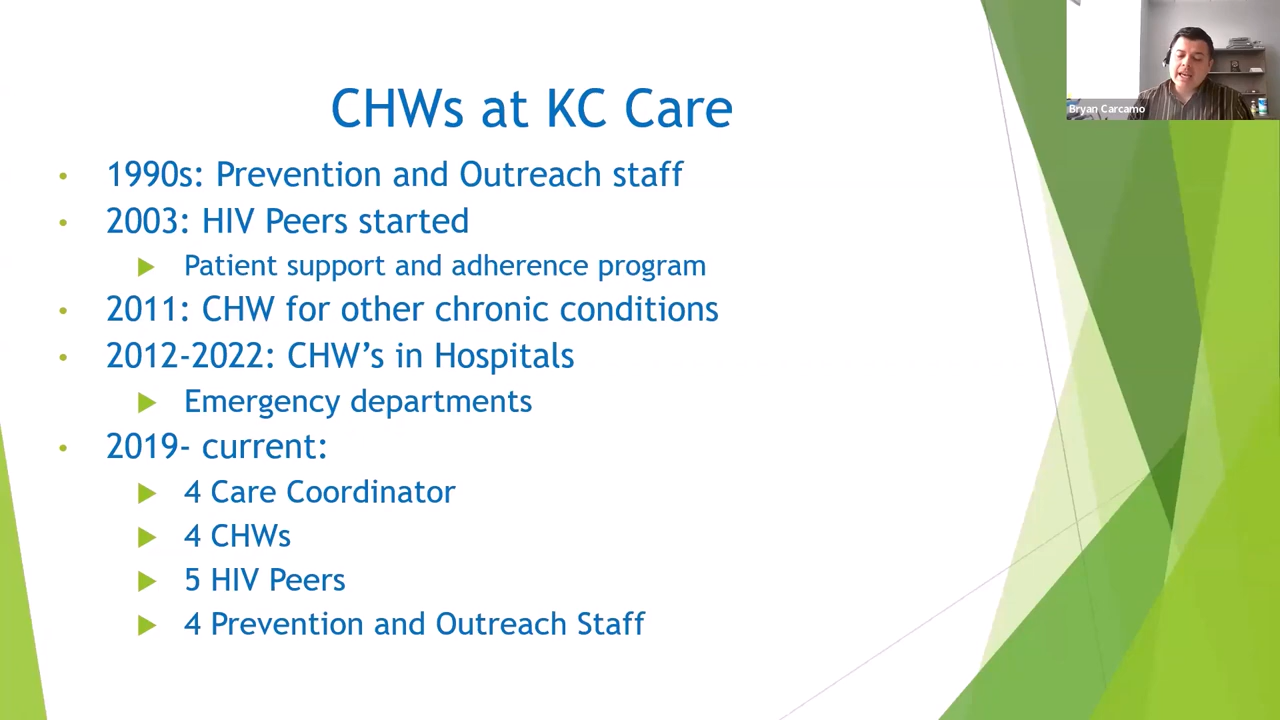 Bryan Carcamo
CHWs at KC Care
1990s: Prevention and Outreach staff
2003: HIV Peers started
Patient support and adherence program
2011: CHW for other chronic conditions
2012-2022: CHW’s in Hospitals
Emergency departments
2019- current:
4 Care Coordinator
4 CHWs
5 HIV Peers
4 Prevention and Outreach Staff